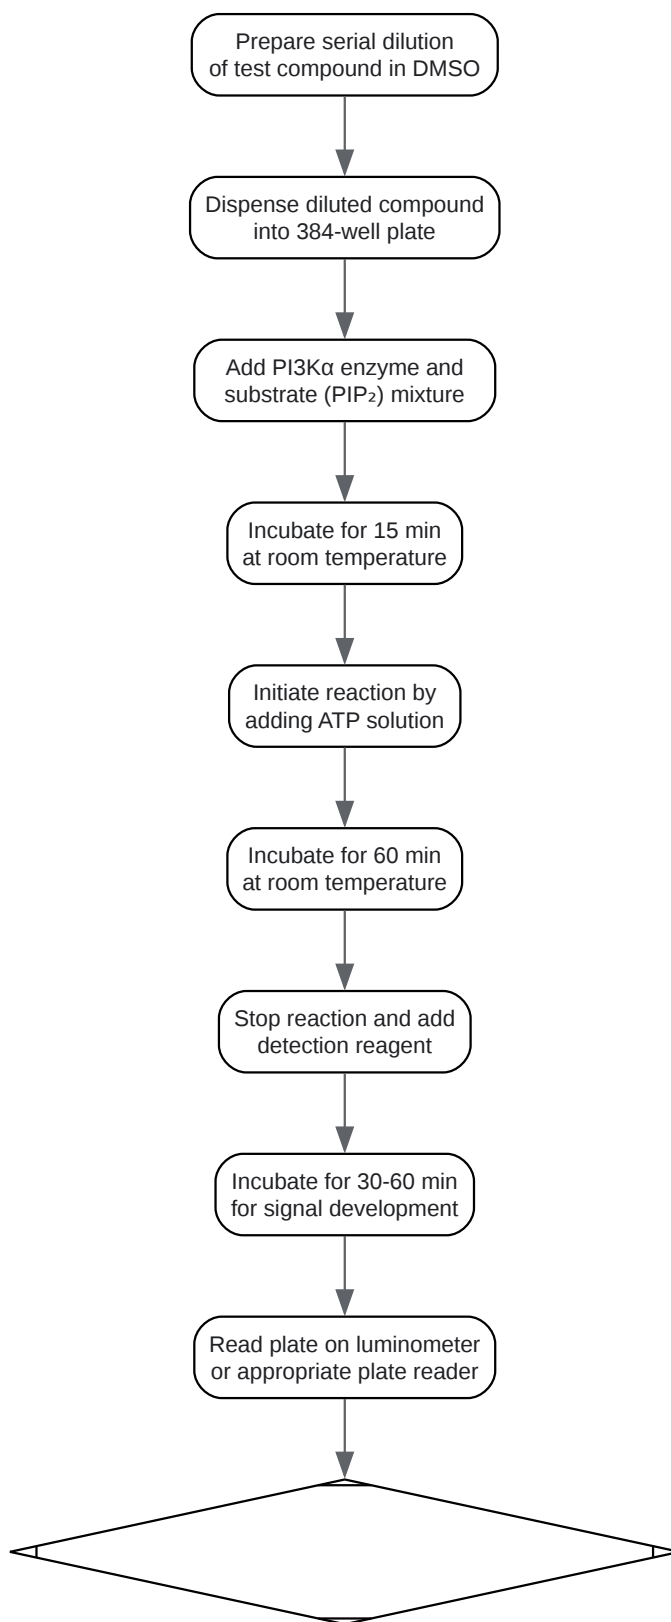 Prepare serial dilution
of test compound in DMSO
Dispense diluted compound
into 384-well plate
Add PI3Kα enzyme and
substrate (PIP₂) mixture
Incubate for 15 min
at room temperature
Initiate reaction by
adding ATP solution
Incubate for 60 min
at room temperature
Stop reaction and add
detection reagent
Incubate for 30-60 min
for signal development
Read plate on luminometer
or appropriate plate reader